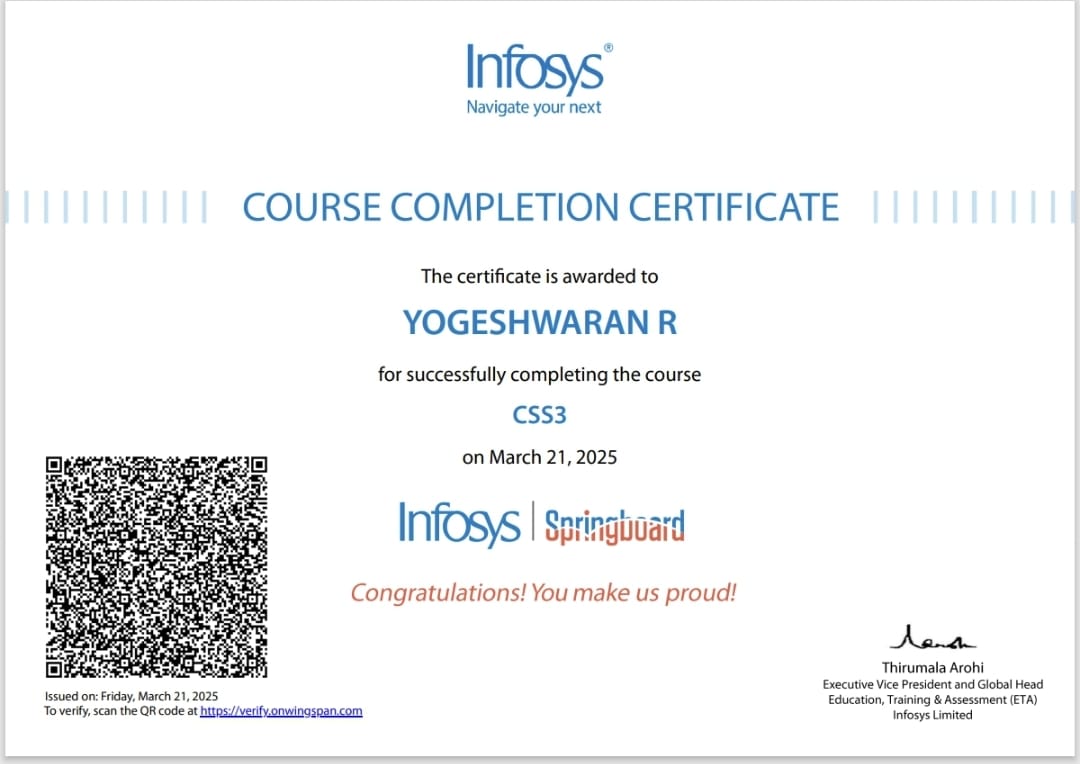 Infosys®
Navigate your next
COURSE COMPLETION CERTIFICATE
The certificate is awarded to
YOGESHWARAN R
for successfully completing the course
CSS3
on March 21, 2025
Infosys | Springboard
Congratulations! You make us proud!
Issued on: Friday, March 21, 2025
To verify, scan the QR code at https://verify.onwingspan.com
Thirumala Arohi
Executive Vice President and Global Head
Education, Training & Assessment (ETA)
Infosys Limited